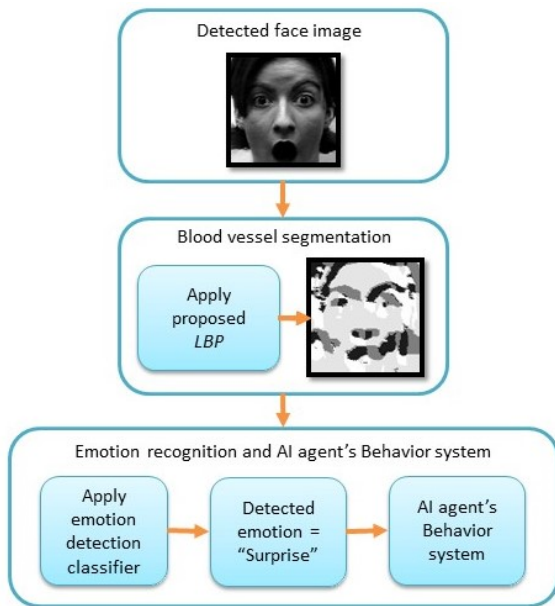 Detected face image
Blood vessel segmentation
Apply
proposed
LBP
Emotion recognition and AI agent's Behavior system
Apply
emotion
detection
classifier
Detected
emotion =
“Surprise”
AI agent's
Behavior
system